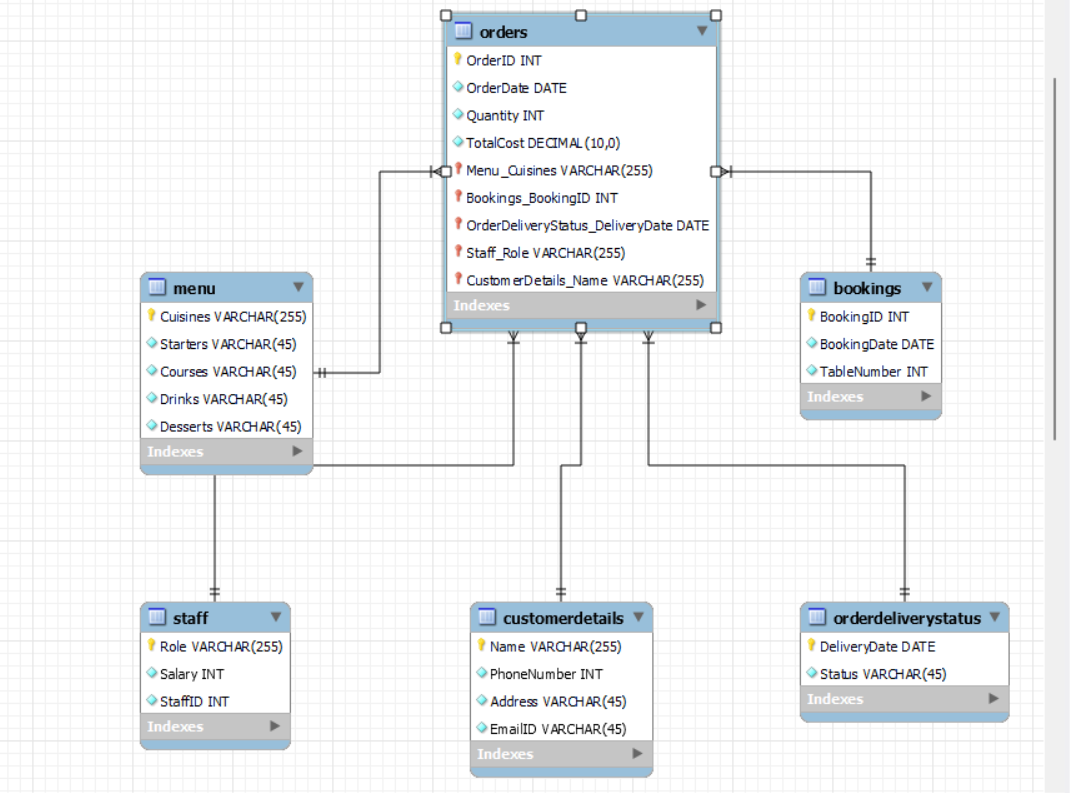 orders
OrderID INT
OrderDate DATE
Quantity INT
TotalCost DECIMAL(10,0)
Menu_Cuisines VARCHAR(255)
Bookings_BookingID INT
OrderDeliveryStatus_DeliveryDate DATE
Staff_Role VARCHAR(255)
CustomerDetails_Name VARCHAR(255)
Indexes
menu
Cuisines VARCHAR(255)
Starters VARCHAR(45)
Courses VARCHAR(45)
Drinks VARCHAR(45)
Desserts VARCHAR(45)
Indexes
bookings
BookingID INT
BookingDate DATE
TableNumber INT
Indexes
staff
Role VARCHAR(255)
Salary INT
StaffID INT
Indexes
customerdetails
Name VARCHAR(255)
PhoneNumber INT
Address VARCHAR(45)
EmailID VARCHAR(45)
Indexes
orderdeliverystatus
DeliveryDate DATE
Status VARCHAR(45)
Indexes